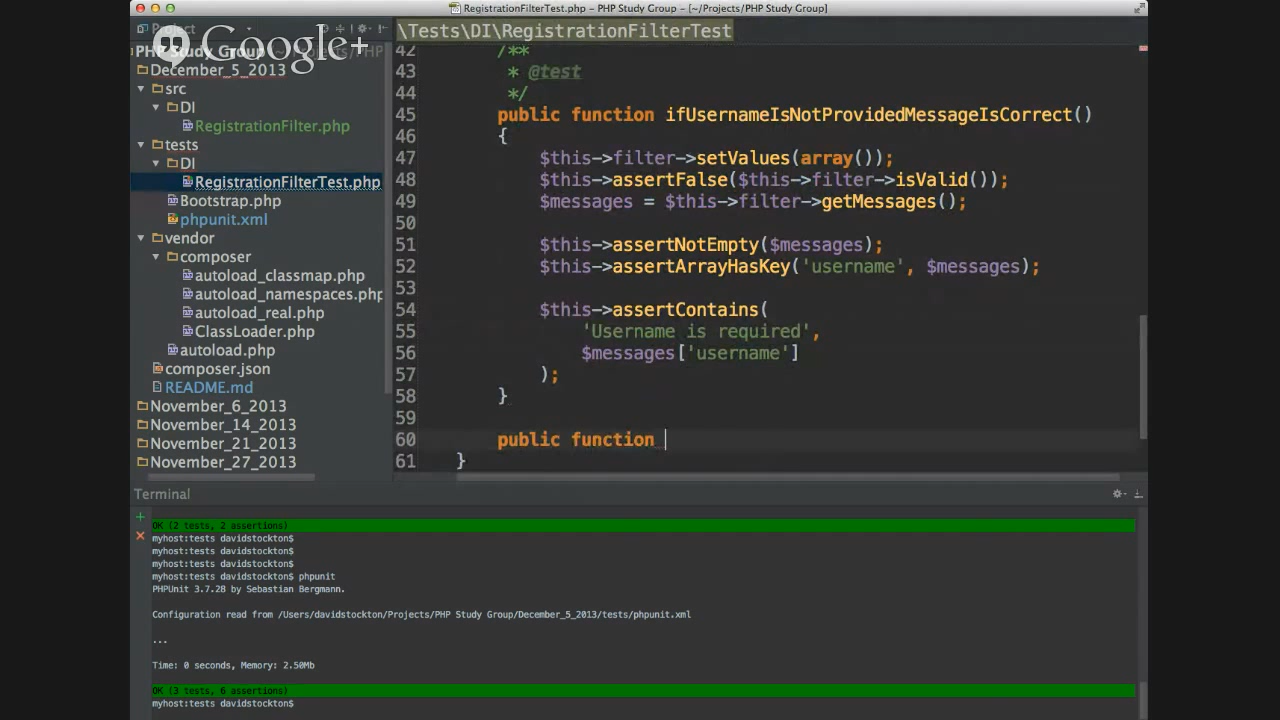 RegistrationFilterTest.php – PHP Study Group – [~/Projects/PHP Study Group]
Project
Google+
PHP Study Group
December_5_2013
src
DI
RegistrationFilter.php
tests
DI
RegistrationFilterTest.php
Bootstrap.php
phpunit.xml
vendor
composer
autoload_classmap.php
autoload_namespaces.php
autoload_real.php
ClassLoader.php
autoload.php
composer.json
README.md
November_6_2013
November_14_2013
November_21_2013
November_27_2013
\Tests\DI\RegistrationFilterTest
42 /**
43 * @test
44 */
45 public function ifUsernameIsNotProvidedMessageIsCorrect()
46 {
47 $this->filter->setValues(array());
48 $this->assertFalse($this->filter->isValid());
49 $messages = $this->filter->getMessages();
50
51 $this->assertNotEmpty($messages);
52 $this->assertArrayHasKey('username', $messages);
53
54 $this->assertContains(
55 'Username is required',
56 $messages['username']
57 );
58 }
59
60 public function
61 }
Terminal
OK (2 tests, 2 assertions)
myhost:tests davidstockton$
myhost:tests davidstockton$
myhost:tests davidstockton$
myhost:tests davidstockton$ phpunit
PHPUnit 3.7.28 by Sebastian Bergmann.
Configuration read from /Users/davidstockton/Projects/PHP Study Group/December_5_2013/tests/phpunit.xml
...
Time: 0 seconds, Memory: 2.50Mb
OK (3 tests, 6 assertions)
myhost:tests davidstockton$